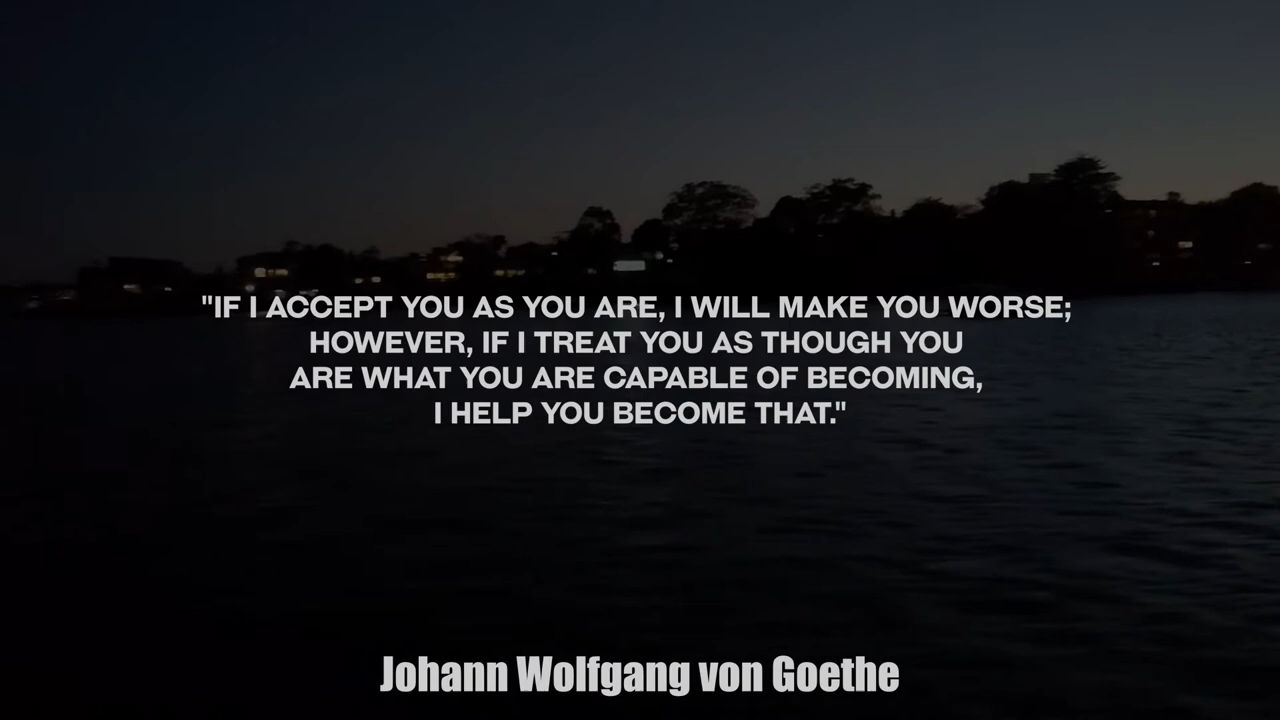 "IF I ACCEPT YOU AS YOU ARE, I WILL MAKE YOU WORSE;
HOWEVER, IF I TREAT YOU AS THOUGH YOU
ARE WHAT YOU ARE CAPABLE OF BECOMING,
I HELP YOU BECOME THAT."
Johann Wolfgang von Goethe